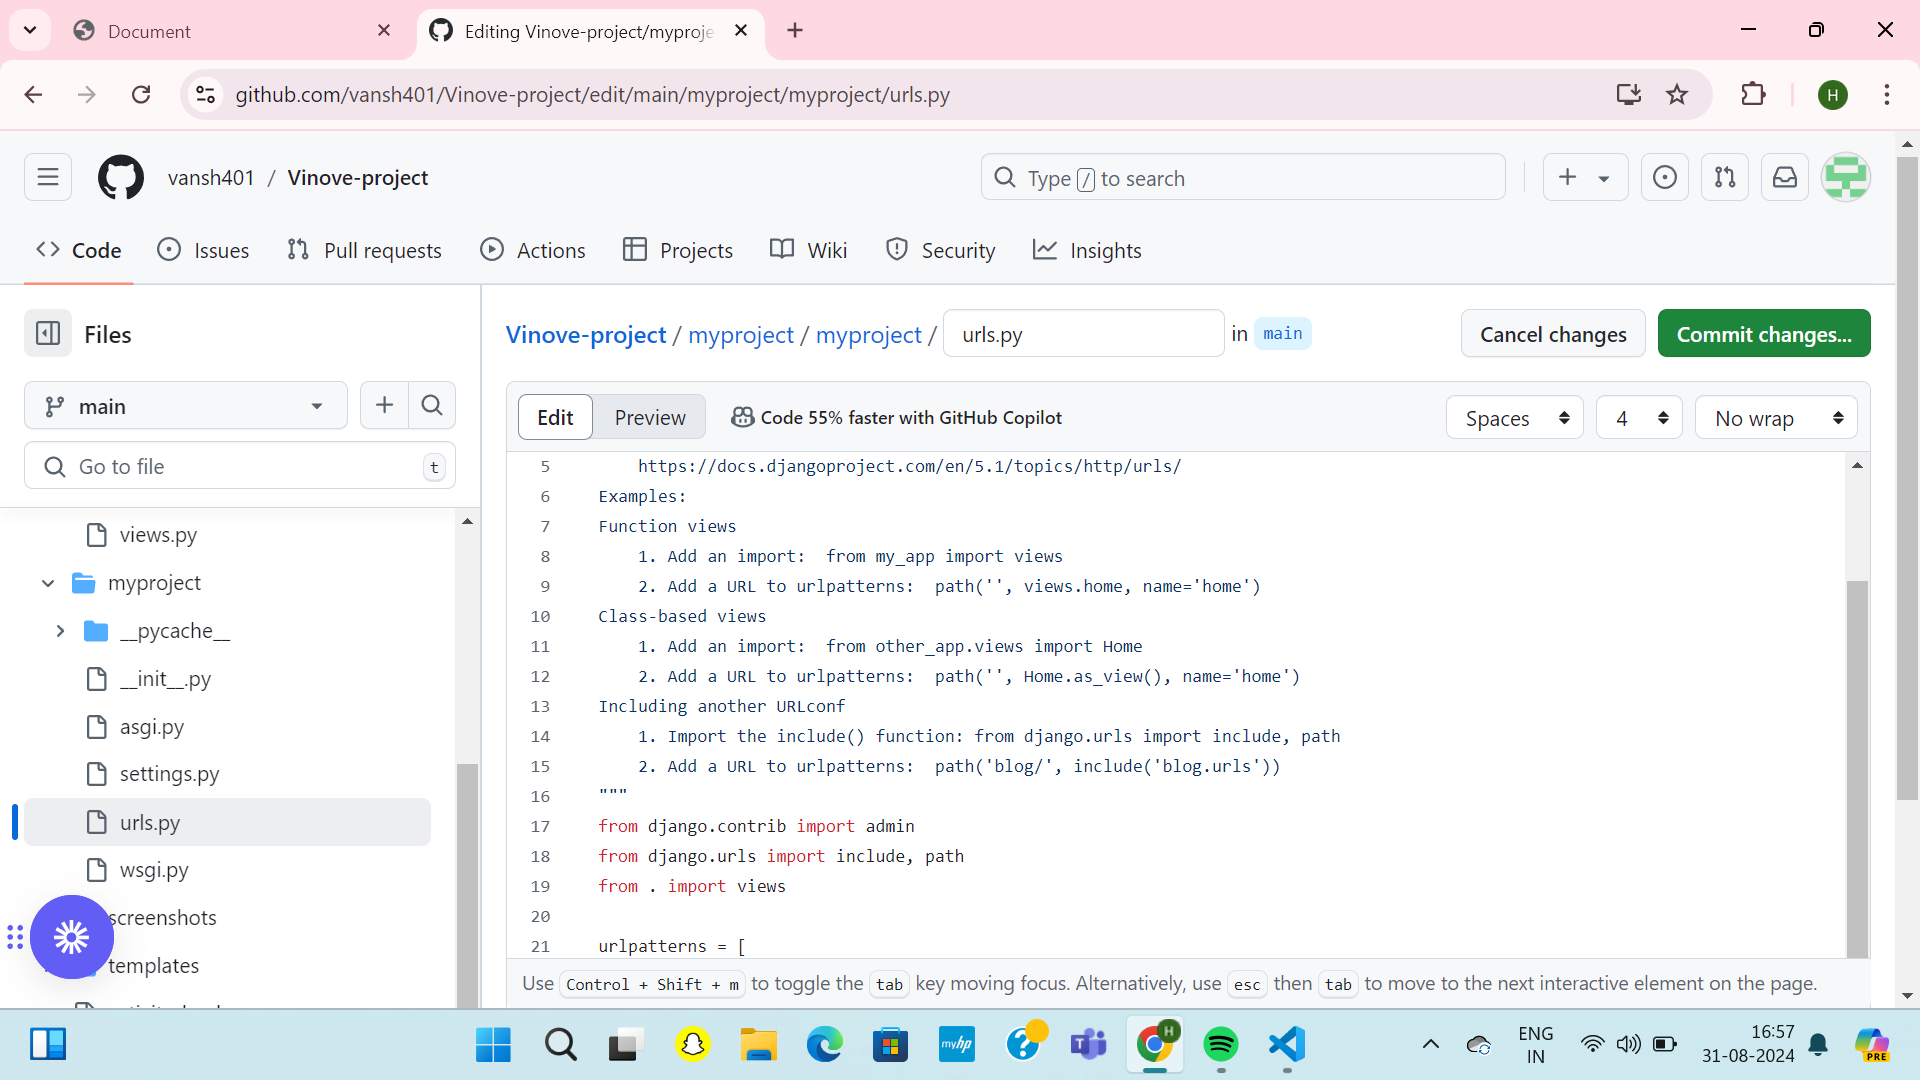 Document
Editing Vinove-project/myproje
github.com/vansh401/Vinove-project/edit/main/myproject/myproject/urls.py
H
vansh401 / Vinove-project
Type / to search
Code
Issues
Pull requests
Actions
Projects
Wiki
Security
Insights
Files
main
Go to file
t
views.py
myproject
__pycache__
__init__.py
asgi.py
settings.py
urls.py
wsgi.py
screenshots
templates
Vinove-project / myproject / myproject / urls.py in main
Cancel changes
Commit changes...
Edit
Preview
Code 55% faster with GitHub Copilot
Spaces
4
No wrap
5 https://docs.djangoproject.com/en/5.1/topics/http/urls/
6 Examples:
7 Function views
8 1. Add an import:  from my_app import views
9 2. Add a URL to urlpatterns:  path('', views.home, name='home')
10 Class-based views
11 1. Add an import:  from other_app.views import Home
12 2. Add a URL to urlpatterns:  path('', Home.as_view(), name='home')
13 Including another URLconf
14 1. Import the include() function: from django.urls import include, path
15 2. Add a URL to urlpatterns:  path('blog/', include('blog.urls'))
16 """
17 from django.contrib import admin
18 from django.urls import include, path
19 from . import views
20
21 urlpatterns = [
Use Control + Shift + m to toggle the tab key moving focus. Alternatively, use esc then tab to move to the next interactive element on the page.
myhp
H
ENG
IN
16:57
31-08-2024
PRE